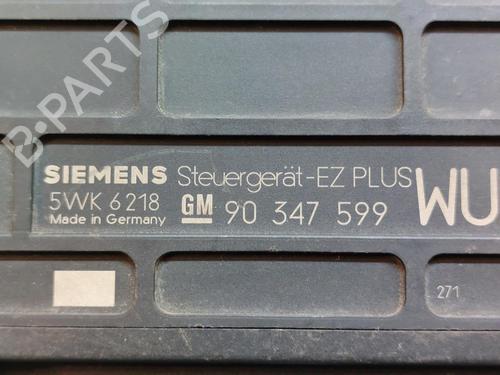 B-PARTS
SIEMENS Steuergerät-EZ PLUS
5WK 6218 GM 90 347 599 WU
Made in Germany
271